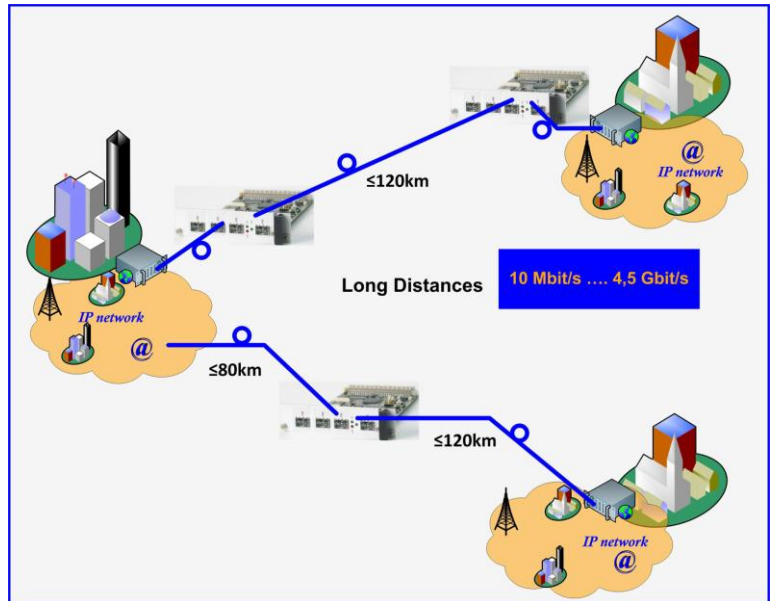 ≤120km
@
IP network
Long Distances
10 Mbit/s .... 4,5 Gbit/s
IP network
@
≤80km
≤120km
IP network
@